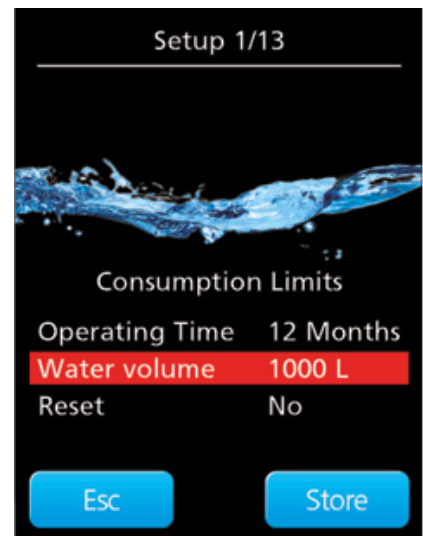 Setup 1/13
Consumption Limits
Operating Time 12 Months
Water volume 1000 L
Reset No
Esc Store